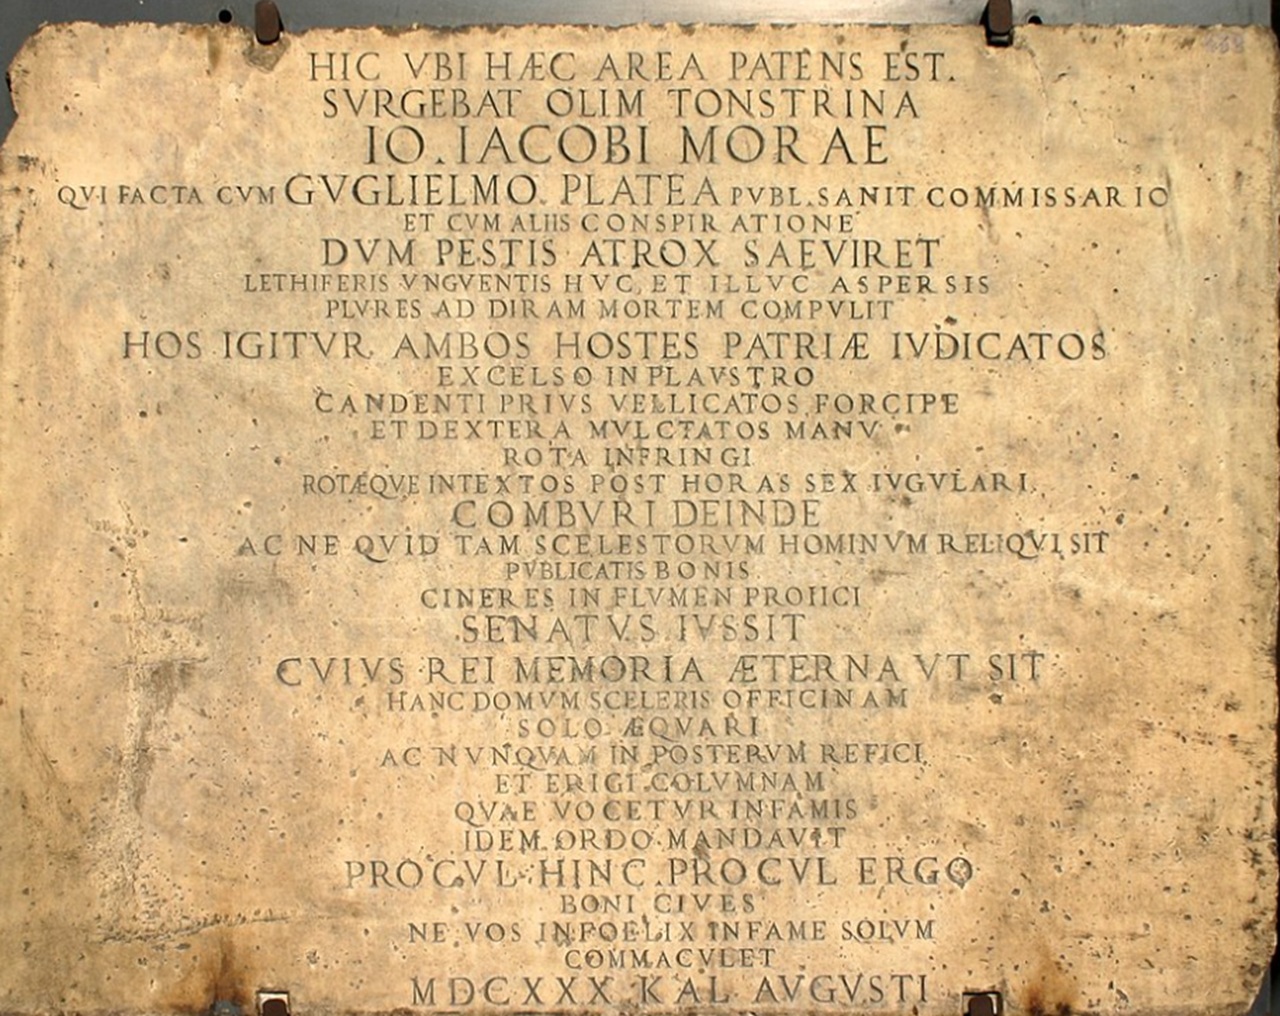 HIC VBI HÆC AREA PATENS EST.
SVRGEBAT OLIM TONSTRINA
IO. IACOBI MORAE
QVI FACTA CVM GVGLIELMO PLATEA PVBL. SANIT COMMISSARIO
ET CVM ALIIS CONSPIRATIONE
DVM PESTIS ATROX SAEVIRET
LETHIFERIS VNGVENTIS HVC, ET ILLVC ASPERSIS
PLVRES AD DIRAM MORTEM COMPVLIT
HOS IGITVR AMBOS HOSTES PATRIÆ IVDICATOS
EXCELSO IN PLAVSTRO
CANDENTI PRIVS VELLICATOS FORCIPE
ET DEXTERA MVLCTATOS MANV
ROTA INFRINGI
ROTÆQVE INTEXTOS POST HORAS SEX IVGVLARI
COMBVRI DEINDE
AC NE QVID TAM SCELESTORVM HOMINVM RELIQVI SIT
PVBLICATIS BONIS
CINERES IN FLVMEN PROIICI
SENATVS IVSSIT
CVIVS REI MEMORIA ÆTERNA VT SIT
HANC DOMVM SCELERIS OFFICINAM
SOLO ÆQVARI
AC NVNQVAM IN POSTERVM REFICI
ET ERIGI COLVMNAM
QVAE VOCETVR INFAMIS
IDEM ORDO MANDAVIT
PROCVL HINC PROCVL ERGO
BONI CIVES
NE VOS INFOELIX INFAME SOLVM
COMMACVLET
MDCXXX KAL AVGVSTI